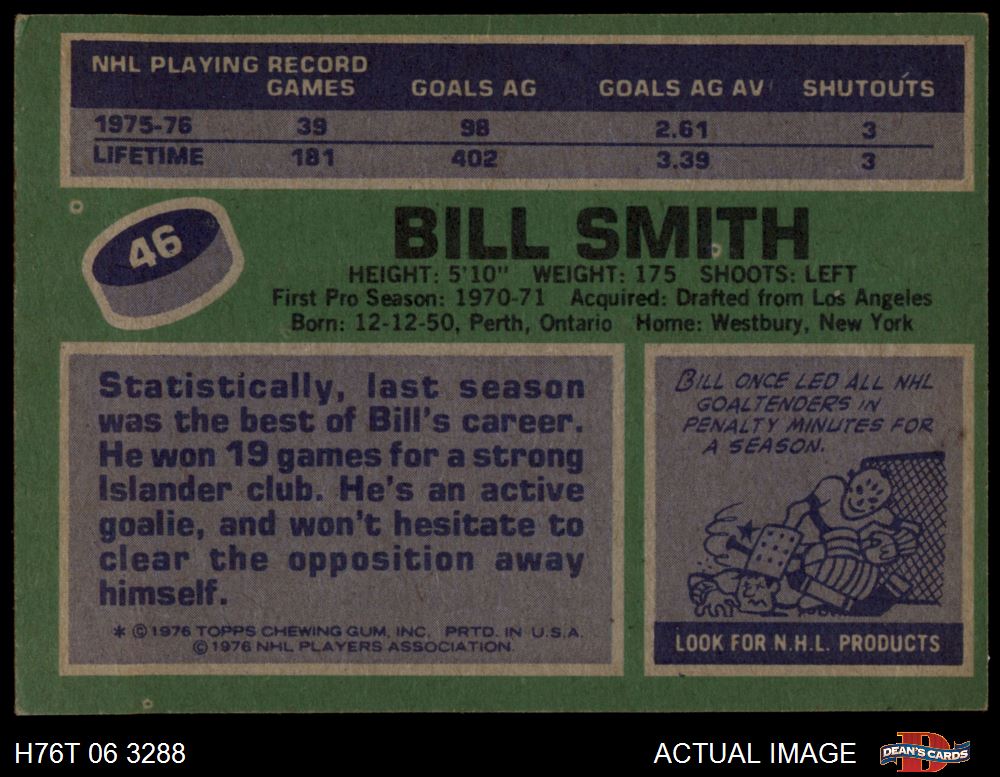 NHL PLAYING RECORD
GAMES GOALS AG GOALS AG AV SHUTOUTS
1975-76 39 98 2.61 3
LIFETIME 181 402 3.39 3
46
BILL SMITH
HEIGHT: 5'10" WEIGHT: 175 SHOOTS: LEFT
First Pro Season: 1970-71 Acquired: Drafted from Los Angeles
Born: 12-12-50, Perth, Ontario Home: Westbury, New York
Statistically, last season
was the best of Bill's career.
He won 19 games for a strong
Islander club. He's an active
goalie, and won't hesitate to
clear the opposition away
himself.
* © 1976 TOPPS CHEWING GUM, INC. PRTD. IN U.S.A.
© 1976 NHL PLAYERS ASSOCIATION.
BILL ONCE LED ALL NHL
GOALTENDERS IN
PENALTY MINUTES FOR
A SEASON.
LOOK FOR N.H.L. PRODUCTS
H76T 06 3288
ACTUAL IMAGE
D
DEAN'S CARDS